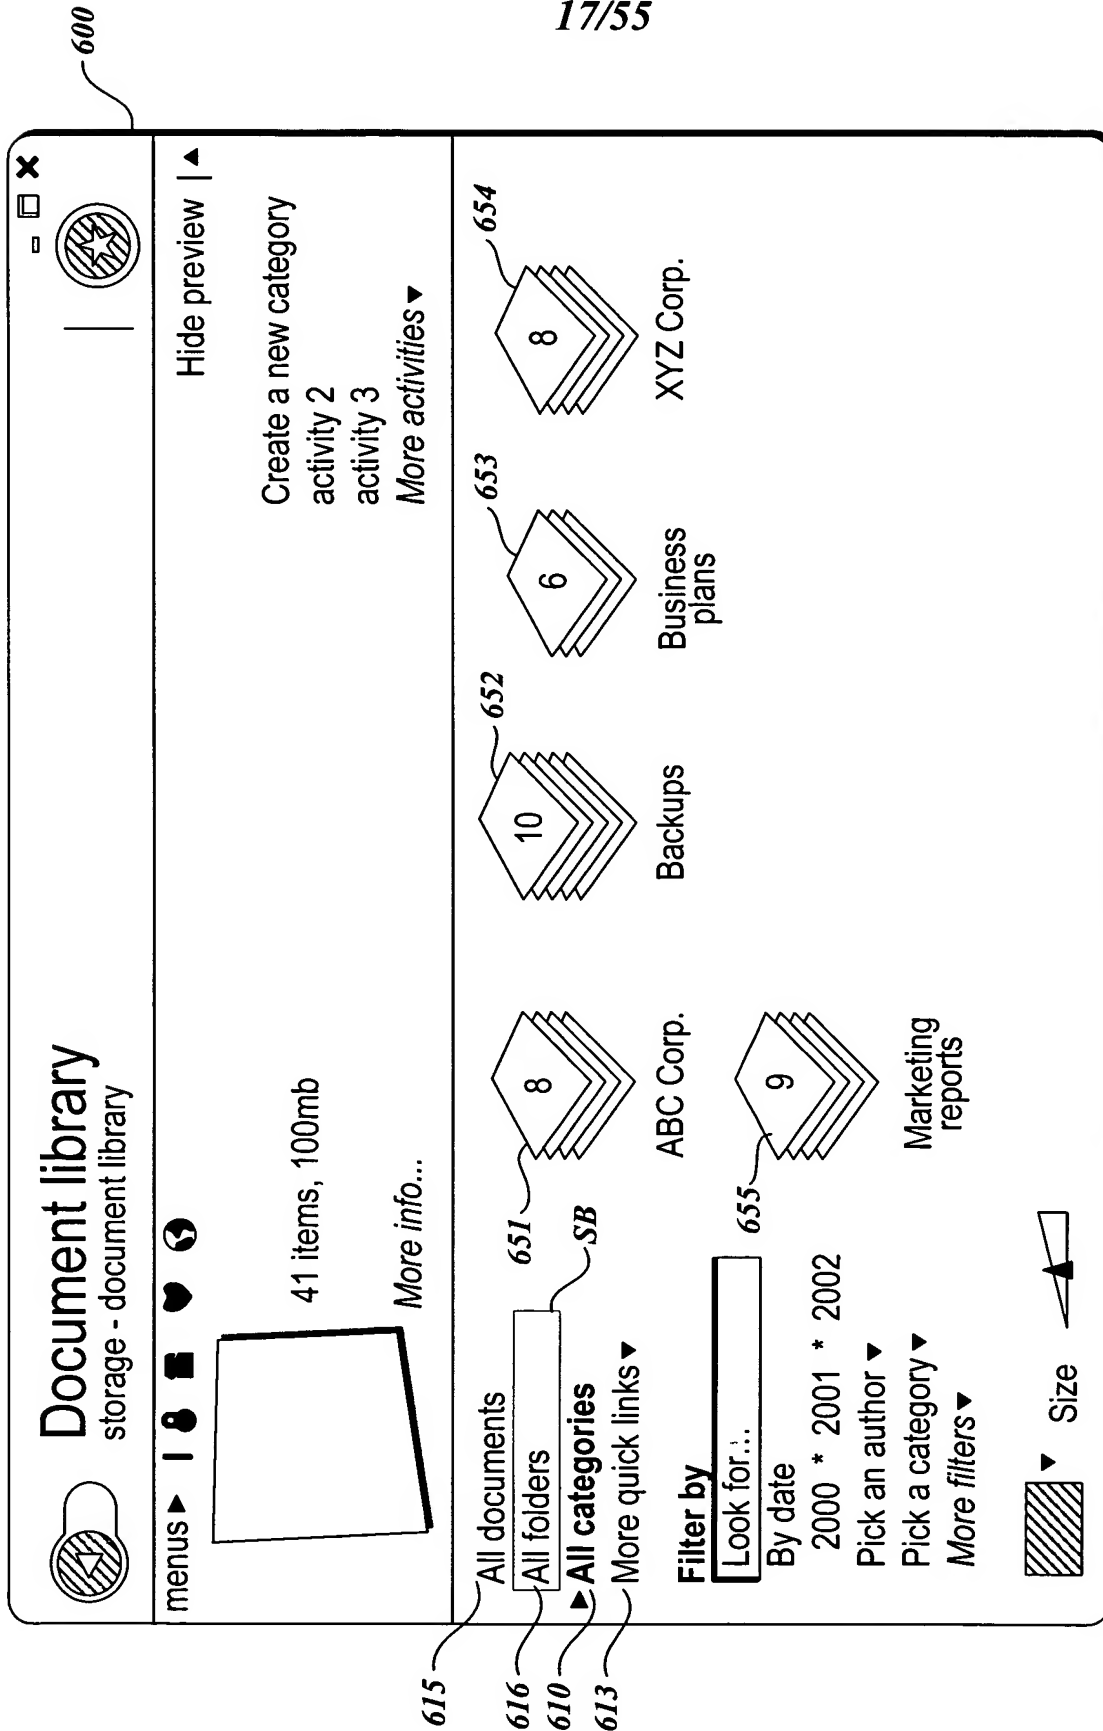 17/55
600
Document library
storage - document library
menus
Hide preview
41 items, 100mb
More info...
Create a new category
activity 2
activity 3
More activities
615
All documents
616
All folders
SB
610
All categories
613
More quick links
Filter by
Look for...
By date
2000 * 2001 * 2002
Pick an author
Pick a category
More filters
Size
651
8
ABC Corp.
652
10
Backups
653
6
Business
plans
654
8
XYZ Corp.
655
9
Marketing
reports